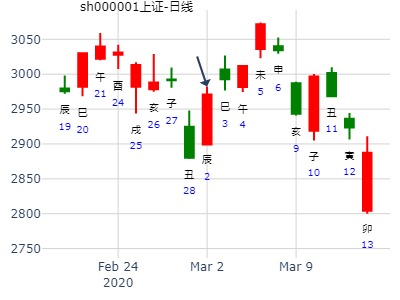 sh000001上证-日线
3050
3000
2950
2900
2850
2800
2750
辰
19
巳
20
午
21
酉
24
戌
25
亥
26
子
27
丑
28
辰
2
巳
3
午
4
未
5
申
6
亥
9
子
10
丑
11
寅
12
卯
13
Feb 24
2020
Mar 2
Mar 9